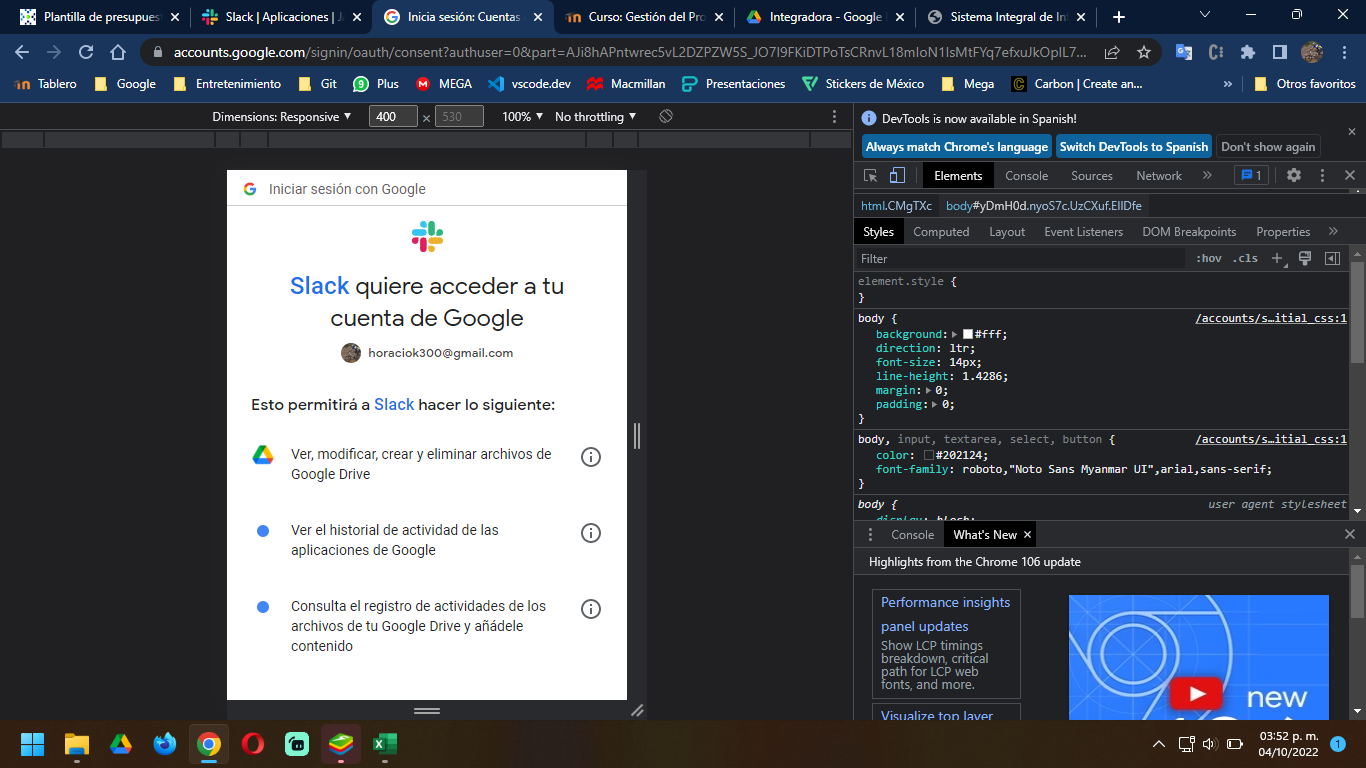 Plantilla de presupues
Slack | Aplicaciones | J
Inicia sesión: Cuentas
Curso: Gestión del Pro
Integradora - Google
Sistema Integral de In
accounts.google.com/signin/oauth/consent?authuser=0&part=AJi8hAPntwrec5vL2DZPZW5S_JO7I9FKiDTPoTsCRnvL18mIoN1IsMtFYq7efxuJkOpIL7...
Tablero
Google
Entretenimiento
Git
9 Plus
MEGA
vscode.dev
Macmillan
Presentaciones
Stickers de México
Mega
Carbon | Create an...
»
Otros favoritos
Dimensions: Responsive
400 × 530
100%
No throttling
DevTools is now available in Spanish!
Always match Chrome's language
Switch DevTools to Spanish
Don't show again
Elements
Console
Sources
Network
»
1
html.CMgTXc
body#yDmH0d.nyoS7c.UzCXuf.EIlDfe
Styles
Computed
Layout
Event Listeners
DOM Breakpoints
Properties
»
Filter
:hov .cls +
element.style {
}
body { /accounts/s…itial_css:1
background: #fff;
direction: ltr;
font-size: 14px;
line-height: 1.4286;
margin: 0;
padding: 0;
}
body, input, textarea, select, button { /accounts/s…itial_css:1
color: #202124;
font-family: roboto,"Noto Sans Myanmar UI",arial,sans-serif;
}
body { user agent stylesheet
display: block;
Console
What's New ×
Highlights from the Chrome 106 update
Performance insights
panel updates
Show LCP timings
breakdown, critical
path for LCP web
fonts, and more.
Visualize top layer
new
Iniciar sesión con Google
Slack quiere acceder a tu
cuenta de Google
horaciok300@gmail.com
Esto permitirá a Slack hacer lo siguiente:
Ver, modificar, crear y eliminar archivos de
Google Drive
Ver el historial de actividad de las
aplicaciones de Google
Consulta el registro de actividades de los
archivos de tu Google Drive y añádele
contenido
03:52 p. m.
04/10/2022
1